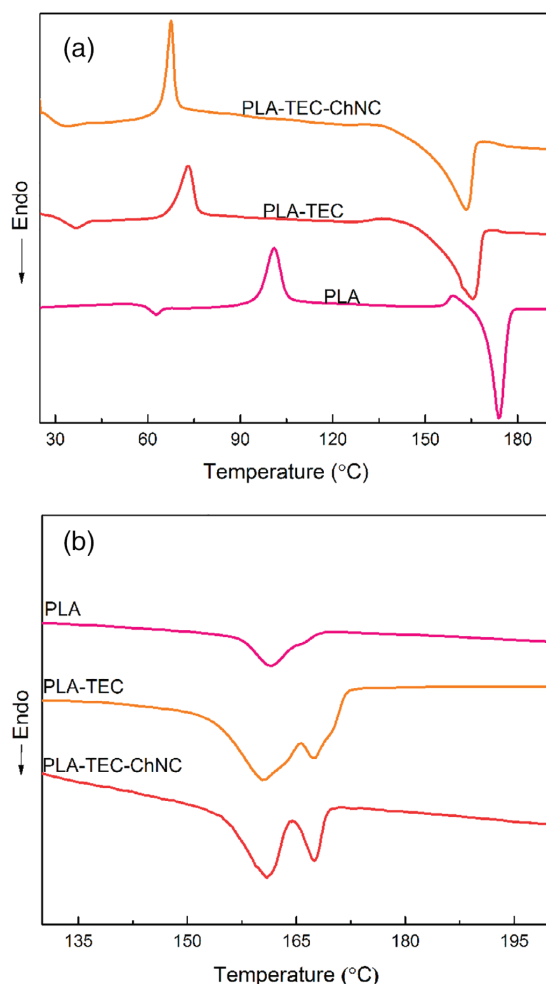 (a)
PLA-TEC-ChNC
PLA-TEC
PLA
Endo
30 60 90 120 150 180
Temperature (°C)
(b)
PLA
PLA-TEC
PLA-TEC-ChNC
Endo
135 150 165 180 195
Temperature (°C)